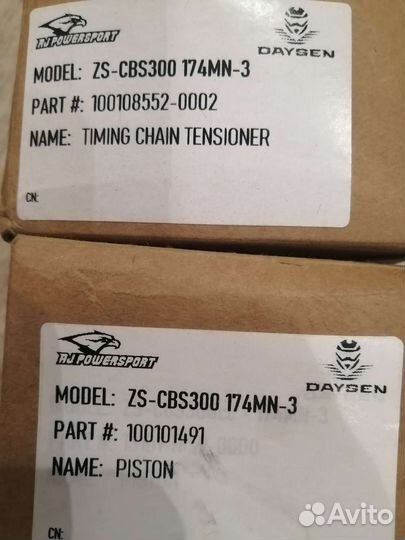 RJ POWERSPORT
DAYSEN
MODEL: ZS-CBS300 174MN-3
PART #: 100108552-0002
NAME: TIMING CHAIN TENSIONER
CN:
RJ POWERSPORT
DAYSEN
MODEL: ZS-CBS300 174MN-3
PART #: 100101491
NAME: PISTON
CN:
Avito